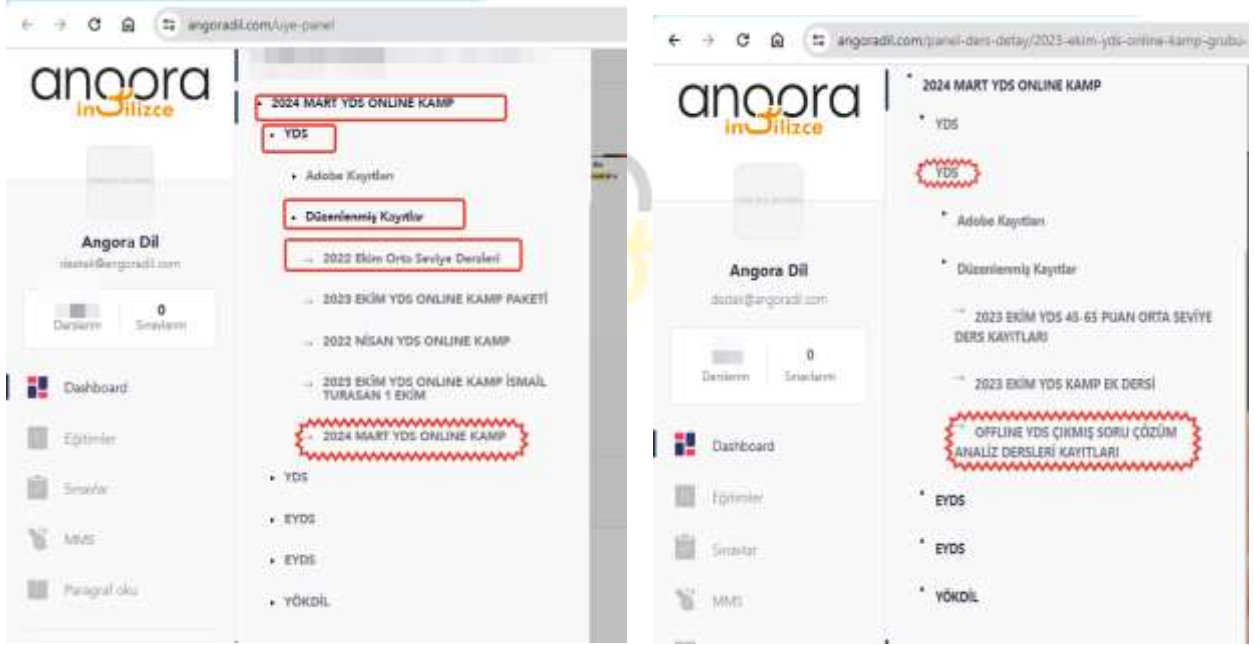 angoradil.com/uye-panel
angora
ingilizce
Angora Dil
destek@angoradil.com
0
Derslerim
Sınavlarım
Dashboard
Eğitimler
Sınavlar
MMS
Paragraf oku
2024 MART YDS ONLINE KAMP
YDS
Adobe Kayıtları
Düzenlenmiş Kayıtlar
→ 2022 Ekim Orta Seviye Dersleri
→ 2023 EKİM YDS ONLINE KAMP PAKETİ
→ 2022 NİSAN YDS ONLINE KAMP
→ 2023 EKİM YDS ONLINE KAMP İSMAİL
TURASAN 1 EKİM
→ 2024 MART YDS ONLINE KAMP
YDS
EYDS
EYDS
YÖKDİL
angoradil.com/panel-ders-detay/2023-ekim-yds-online-kamp-grubu-
angora
ingilizce
Angora Dil
destek@angoradil.com
0
Derslerim
Sınavlarım
Dashboard
Eğitimler
Sınavlar
MMS
2024 MART YDS ONLINE KAMP
YDS
YDS
Adobe Kayıtları
Düzenlenmiş Kayıtlar
→ 2023 EKİM YDS 45-65 PUAN ORTA SEVİYE
DERS KAYITLARI
→ 2023 EKİM YDS KAMP EK DERSİ
→ OFFLINE YDS ÇIKMIŞ SORU ÇÖZÜM
ANALİZ DERSLERİ KAYITLARI
EYDS
EYDS
YÖKDİL